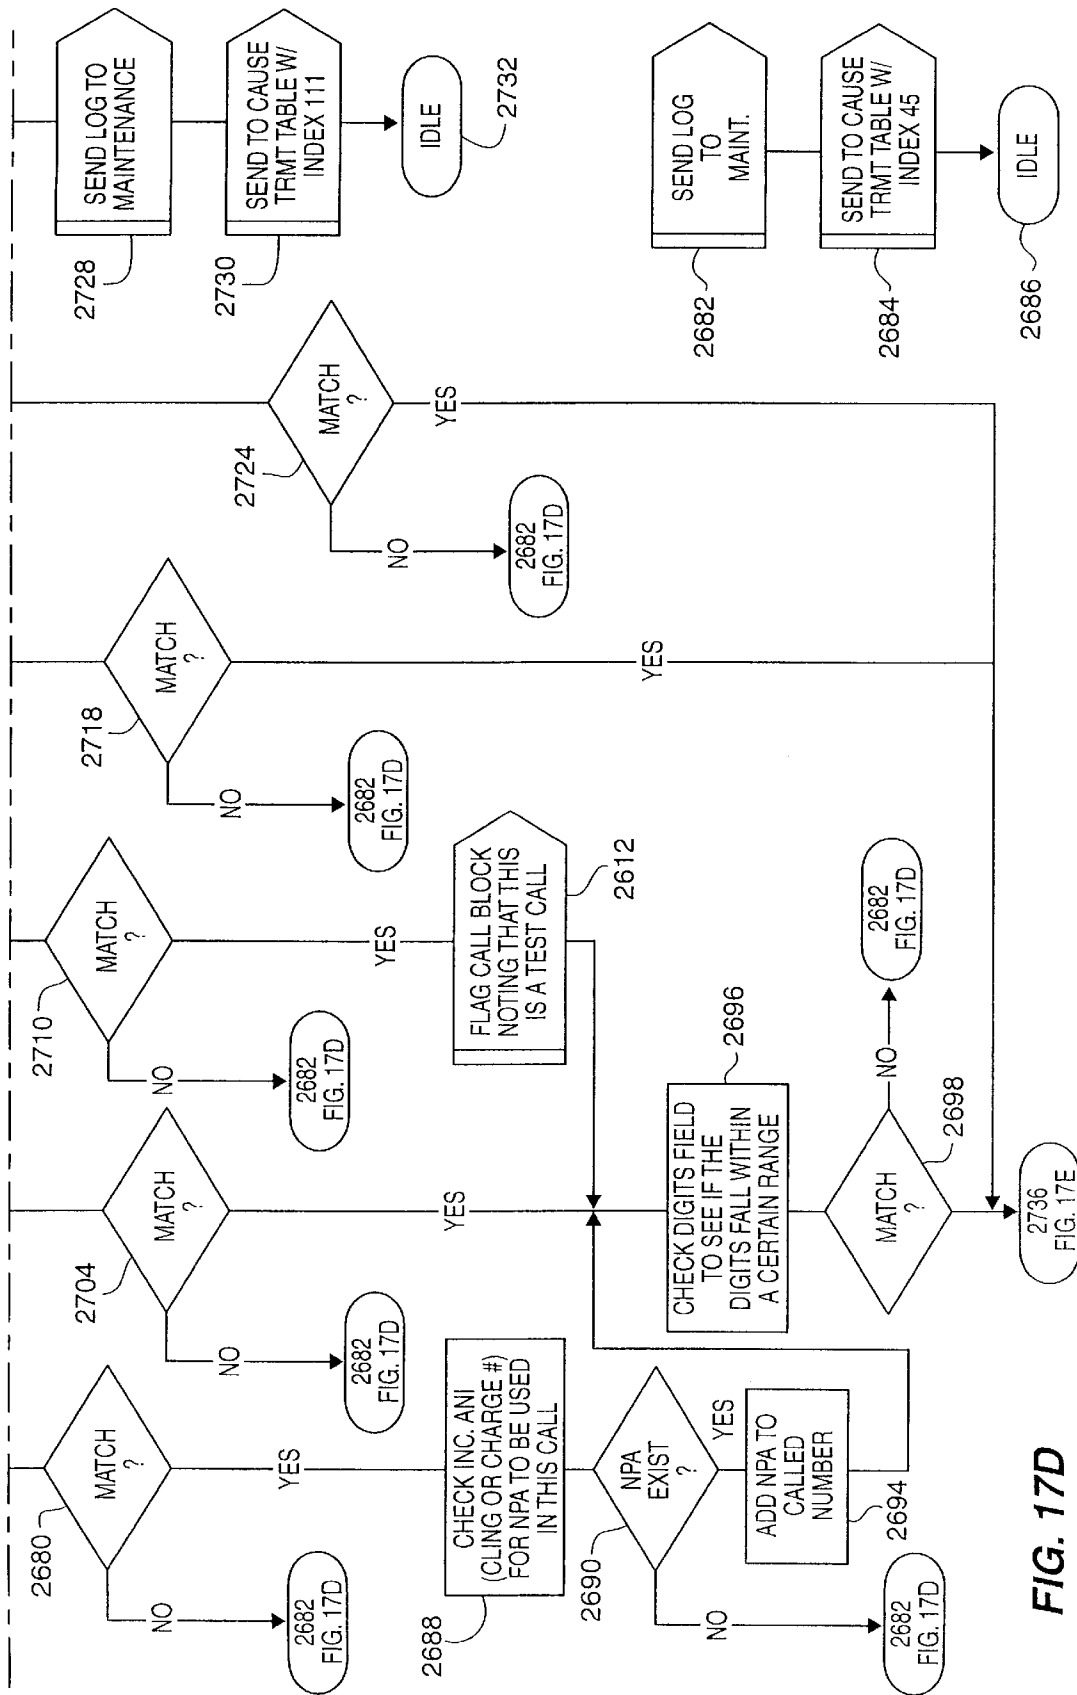 2680
MATCH
?
NO
2682
FIG. 17D
YES
2688
CHECK INC. ANI
(CLING OR CHARGE #)
FOR NPA TO BE USED
IN THIS CALL
2690
NPA
EXIST
?
NO
2682
FIG. 17D
YES
ADD NPA TO
CALLED
NUMBER
2694
2704
MATCH
?
NO
2682
FIG. 17D
YES
2710
MATCH
?
NO
2682
FIG. 17D
YES
FLAG CALL BLOCK
NOTING THAT THIS
IS A TEST CALL
2612
CHECK DIGITS FIELD
TO SEE IF THE
DIGITS FALL WITHIN
A CERTAIN RANGE
2696
MATCH
?
2698
NO
2682
FIG. 17D
2736
FIG. 17E
2718
MATCH
?
NO
2682
FIG. 17D
YES
2724
MATCH
?
NO
2682
FIG. 17D
YES
2728
SEND LOG TO
MAINTENANCE
2730
SEND TO CAUSE
TRMT TABLE W/
INDEX 111
IDLE
2732
2682
SEND LOG
TO
MAINT.
2684
SEND TO CAUSE
TRMT TABLE W/
INDEX 45
2686
IDLE
FIG. 17D